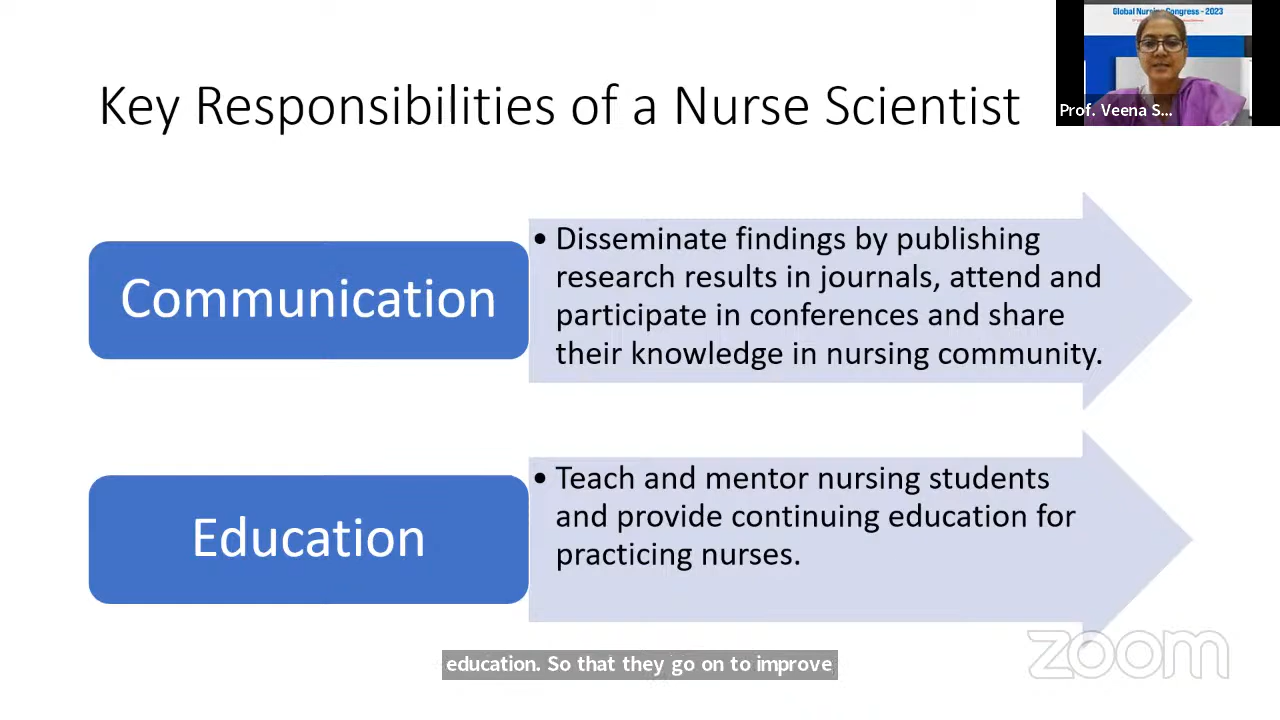 Global Nursing Congress - 2023
Prof. Veena S...
Key Responsibilities of a Nurse Scientist
Communication
• Disseminate findings by publishing
research results in journals, attend and
participate in conferences and share
their knowledge in nursing community.
Education
• Teach and mentor nursing students
and provide continuing education for
practicing nurses.
zoom
education. So that they go on to improve